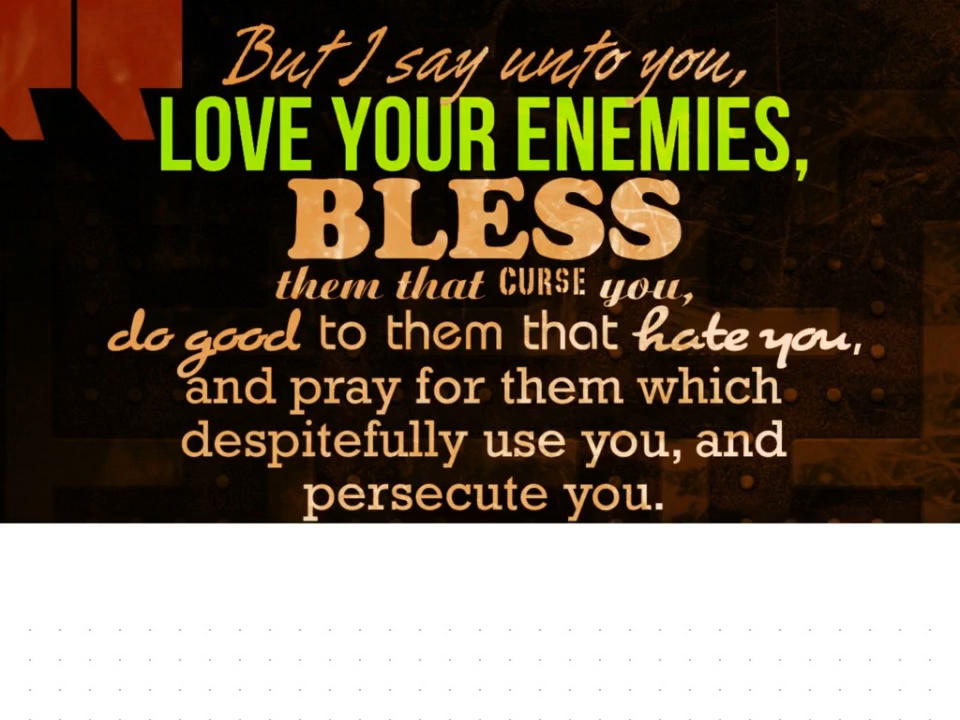 But I say unto you,
LOVE YOUR ENEMIES,
BLESS
them that CURSE you,
do good to them that hate you,
and pray for them which
despitefully use you, and
persecute you.